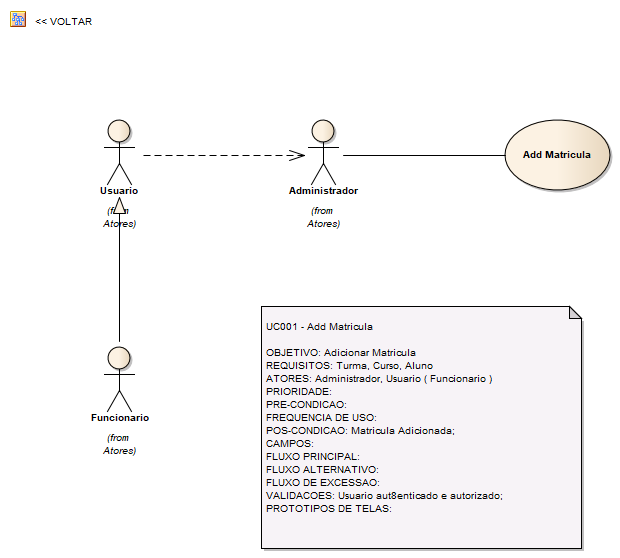 << VOLTAR
Usuario
(from
Atores)
Administrador
(from
Atores)
Add Matricula
Funcionario
(from
Atores)
UC001 - Add Matricula
OBJETIVO: Adicionar Matricula
REQUISITOS: Turma, Curso, Aluno
ATORES: Administrador, Usuario ( Funcionario )
PRIORIDADE:
PRE-CONDICAO:
FREQUENCIA DE USO:
POS-CONDICAO: Matricula Adicionada;
CAMPOS:
FLUXO PRINCIPAL:
FLUXO ALTERNATIVO:
FLUXO DE EXCESSAO:
VALIDACOES: Usuario aut8enticado e autorizado;
PROTOTIPOS DE TELAS: